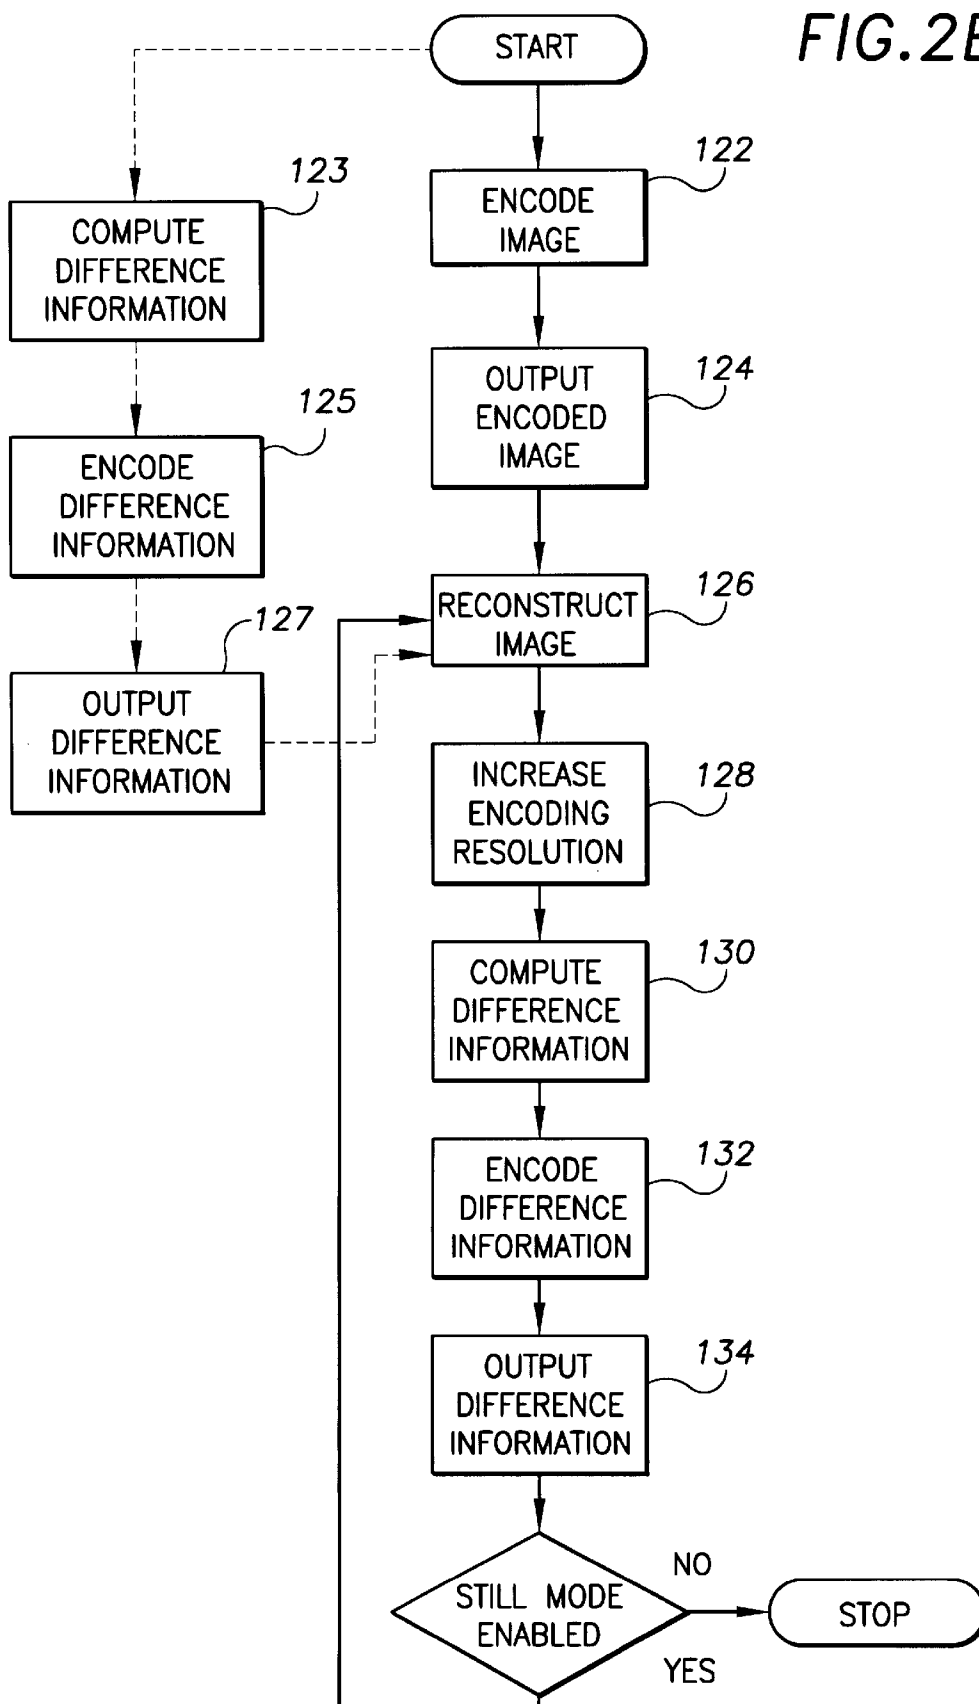 FIG.2B
START
122
ENCODE
IMAGE
123
COMPUTE
DIFFERENCE
INFORMATION
124
OUTPUT
ENCODED
IMAGE
125
ENCODE
DIFFERENCE
INFORMATION
126
RECONSTRUCT
IMAGE
127
OUTPUT
DIFFERENCE
INFORMATION
128
INCREASE
ENCODING
RESOLUTION
130
COMPUTE
DIFFERENCE
INFORMATION
132
ENCODE
DIFFERENCE
INFORMATION
134
OUTPUT
DIFFERENCE
INFORMATION
STILL MODE
ENABLED
NO
STOP
YES